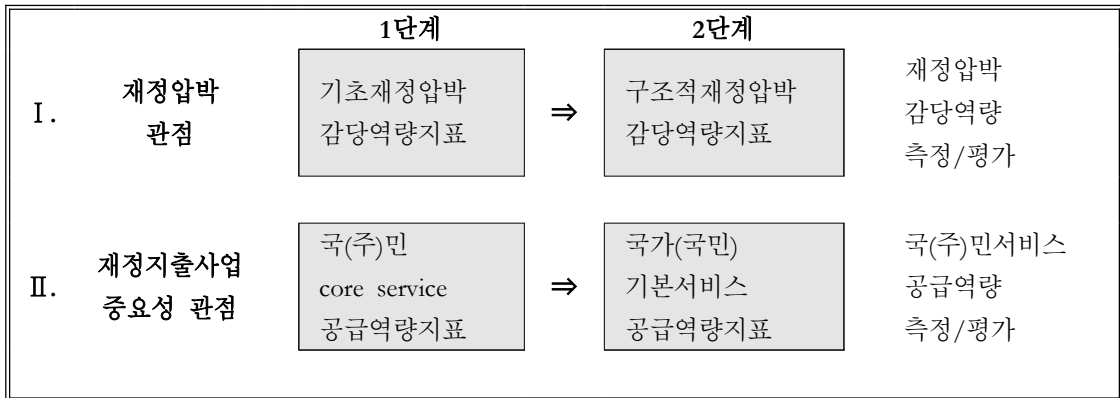 1단계 2단계
Ⅰ. 재정압박 관점 기초재정압박 감당역량지표 ⇒ 구조적재정압박 감당역량지표 재정압박 감당역량 측정/평가
Ⅱ. 재정지출사업 중요성 관점 국(주)민 core service 공급역량지표 ⇒ 국가(국민) 기본서비스 공급역량지표 국(주)민서비스 공급역량 측정/평가